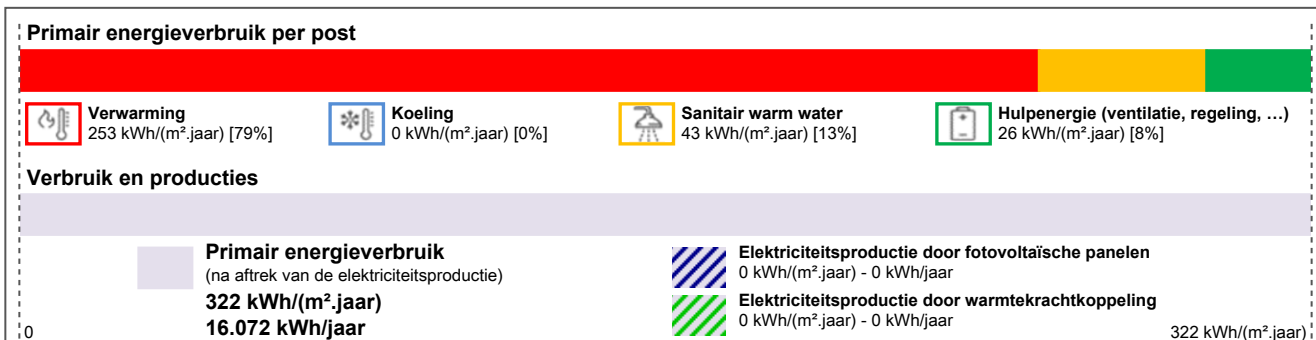 Primair energieverbruik per post
Verwarming
253 kWh/(m².jaar) [79%]
Koeling
0 kWh/(m².jaar) [0%]
Sanitair warm water
43 kWh/(m².jaar) [13%]
Hulpenergie (ventilatie, regeling, …)
26 kWh/(m².jaar) [8%]
Verbruik en producties
Primair energieverbruik
(na aftrek van de elektriciteitsproductie)
322 kWh/(m².jaar)
16.072 kWh/jaar
Elektriciteitsproductie door fotovoltaïsche panelen
0 kWh/(m².jaar) - 0 kWh/jaar
Elektriciteitsproductie door warmtekrachtkoppeling
0 kWh/(m².jaar) - 0 kWh/jaar
0
322 kWh/(m².jaar)